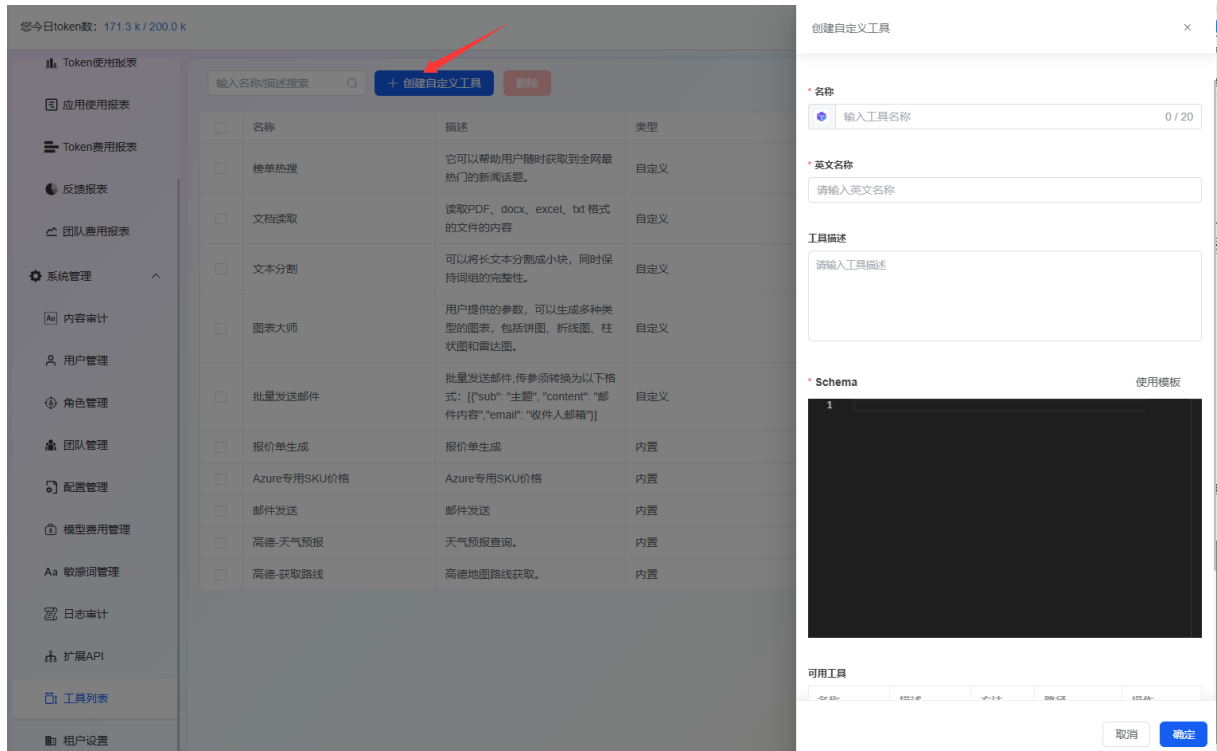 您今日token数：171.3 k / 200.0 k
Token使用报表
应用使用报表
Token费用报表
反馈报表
团队费用报表
系统管理
内容审计
用户管理
角色管理
团队管理
配置管理
模型费用管理
Aa 敏感词管理
日志审计
扩展API
工具列表
租户设置
输入名称/描述搜索
+ 创建自定义工具
删除
名称 描述 类型
榜单热搜 它可以帮助用户随时获取到全网最 自定义
热门的新闻话题。
文档读取 读取PDF、docx、excel、txt 格式 自定义
的文件的内容
文本分割 可以将长文本分割成小块，同时保 自定义
持词组的完整性。
图表大师 用户提供的参数，可以生成多种类 自定义
型的图表，包括饼图、折线图、柱
状图和雷达图。
批量发送邮件 批量发送邮件,传参须转换为以下格 自定义
式：[{"sub": "主题", "content": "邮
件内容","email": "收件人邮箱"}]
报价单生成 报价单生成 内置
Azure专用SKU价格 Azure专用SKU价格 内置
邮件发送 邮件发送 内置
高德-天气预报 天气预报查询。 内置
高德-获取路线 高德地图路线获取。 内置
创建自定义工具 ×
* 名称
输入工具名称 0 / 20
* 英文名称
请输入英文名称
工具描述
请输入工具描述
* Schema 使用模板
1
可用工具
名称 描述 方法 路径 操作
取消 确定